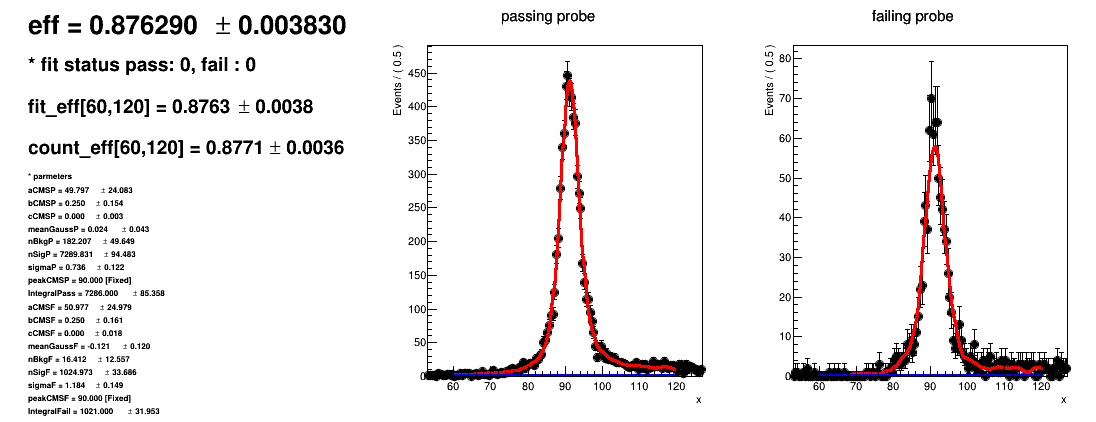 eff = 0.876290 ± 0.003830
* fit status pass: 0, fail : 0
fit_eff[60,120] = 0.8763 ± 0.0038
count_eff[60,120] = 0.8771 ± 0.0036
* parmeters
aCMSP = 49.797 ± 24.083
bCMSP = 0.250 ± 0.154
cCMSP = 0.000 ± 0.003
meanGaussP = 0.024 ± 0.043
nBkgP = 182.207 ± 49.649
nSigP = 7289.831 ± 94.483
sigmaP = 0.736 ± 0.122
peakCMSP = 90.000 [Fixed]
IntegralPass = 7286.000 ± 85.358
aCMSF = 50.977 ± 24.979
bCMSF = 0.250 ± 0.161
cCMSF = 0.000 ± 0.018
meanGaussF = -0.121 ± 0.120
nBkgF = 16.412 ± 12.557
nSigF = 1024.973 ± 33.686
sigmaF = 1.184 ± 0.149
peakCMSF = 90.000 [Fixed]
IntegralFail = 1021.000 ± 31.953
passing probe
Events / ( 0.5 )
450
400
350
300
250
200
150
100
50
0
60 70 80 90 100 110 120
x
failing probe
Events / ( 0.5 )
80
70
60
50
40
30
20
10
0
60 70 80 90 100 110 120
x